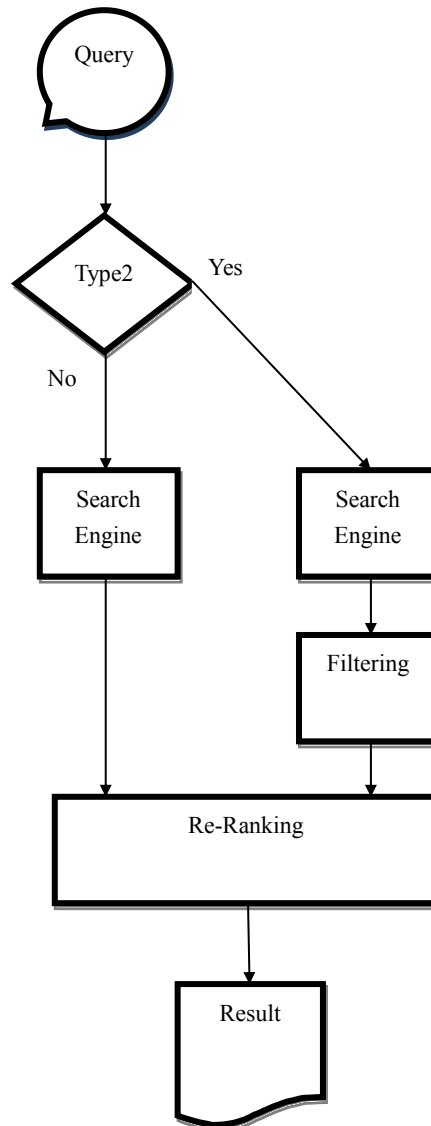 Query
Type2
Yes
No
Search
Engine
Search
Engine
Filtering
Re-Ranking
Result